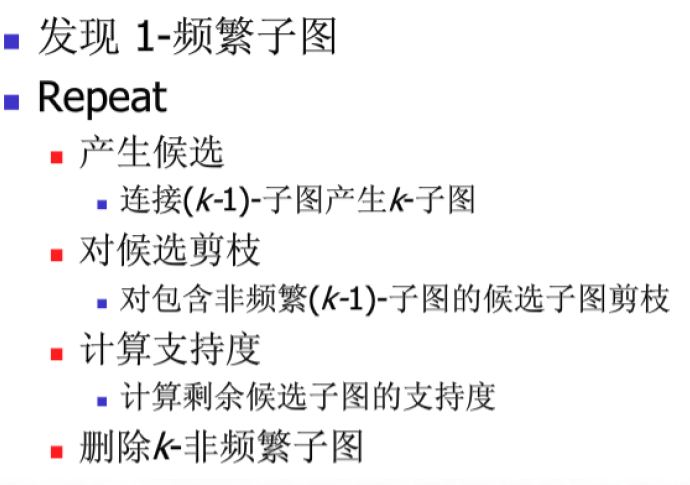 发现 1-频繁子图
Repeat
产生候选
连接(k-1)-子图产生k-子图
对候选剪枝
对包含非频繁(k-1)-子图的候选子图剪枝
计算支持度
计算剩余候选子图的支持度
删除k-非频繁子图